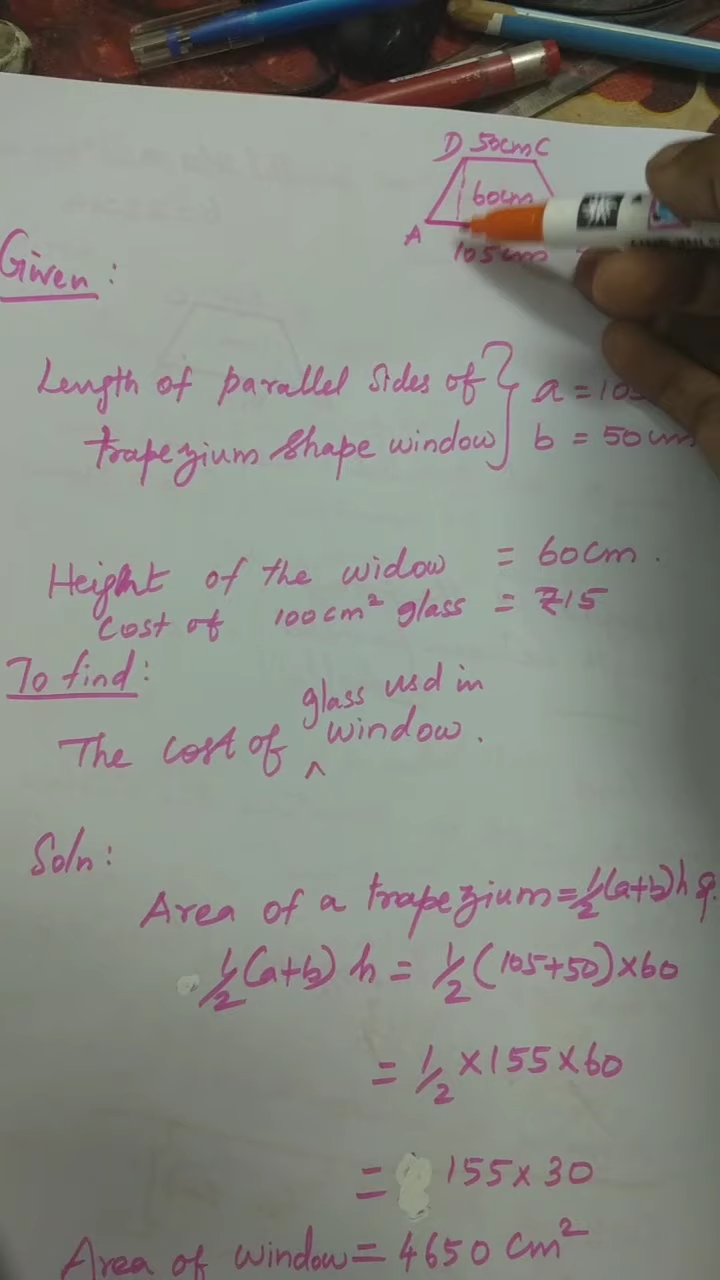 D 50cm C
60cm
A
105cm
Given :
Length of parallel sides of } a = 10
trapezium shape window } b = 50cm
Height of the widow = 60cm.
Cost of 100cm² glass = ₹15
To find :
glass usd in
The cost of ^ window.
Soln :
Area of a trapezium = ½(a+b)h
½(a+b) h = ½(105+50)×60
= ½ × 155 × 60
= 155 × 30
Area of window = 4650 cm²